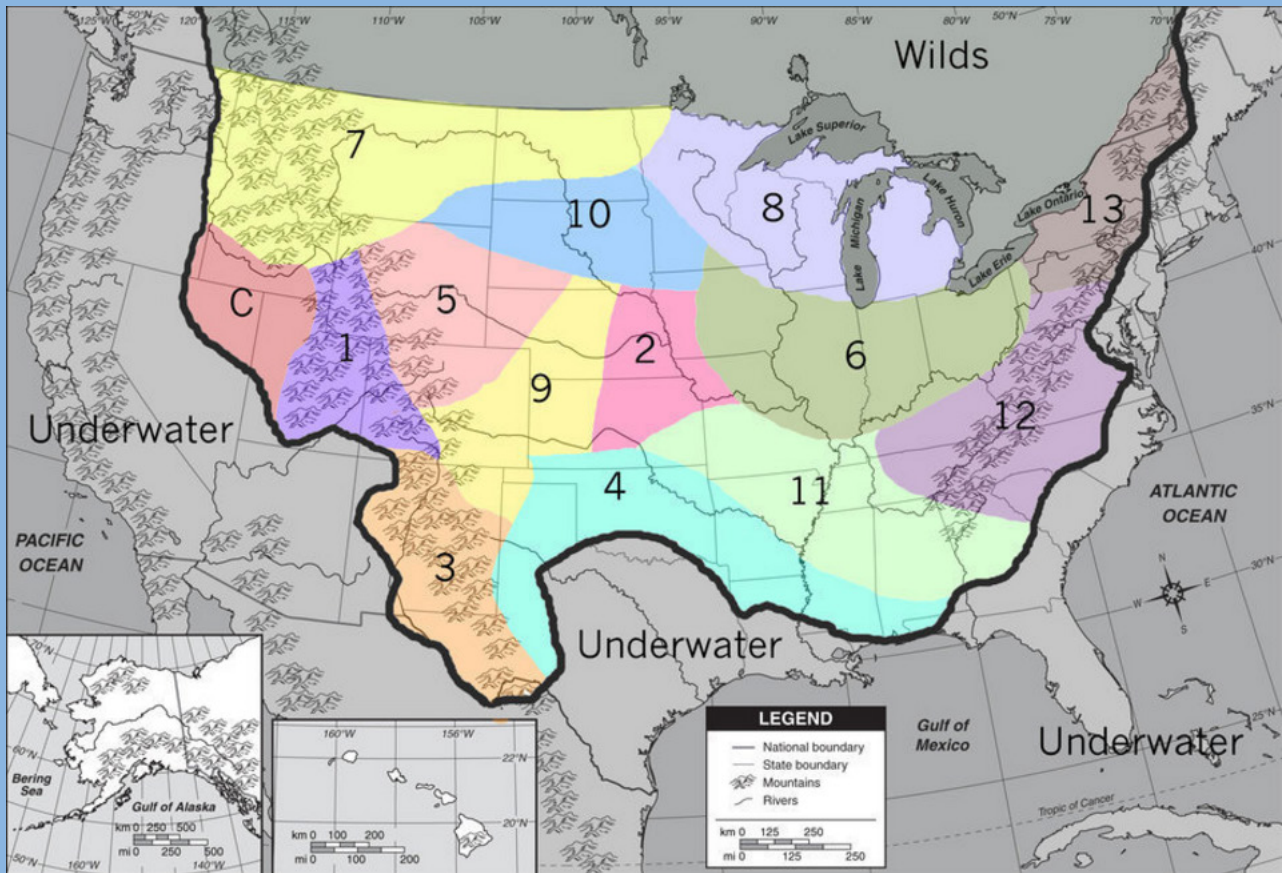 125°W 50°N 120°W 115°W 110°W 105°W 100°W 95°W 90°W 85°W 80°W 75°N 70°W
Wilds
45°N
7
Lake Superior
8
10
Lake Huron
Lake Ontario
13
Lake Michigan
40°N
Lake Erie
C
5
1
2
6
9
35°N
Underwater
12
4
11
ATLANTIC
OCEAN
PACIFIC
OCEAN
3
30°N
N
W
E
S
Underwater
70°N
LEGEND
National boundary
State boundary
Mountains
Rivers
km 0 125 250
mi 0 125 250
Gulf of
Mexico
25°N
Underwater
160°W
156°W
22°N
60°N
20°N
Bering
Sea
Gulf of Alaska
km 0 250 500
mi 0 250 500
50°N 160°W 140°W
km 0 100 200
mi 0 100 200
Tropic of Cancer